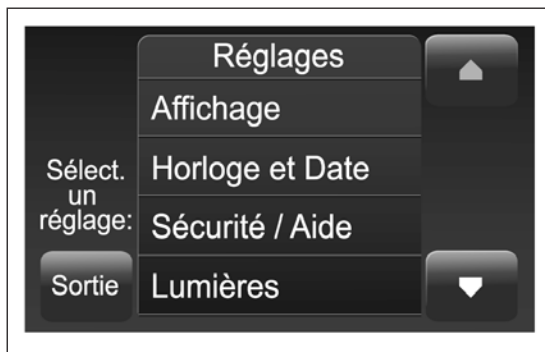 Réglages
Affichage
Horloge et Date
Sécurité / Aide
Lumières
Sélect.
un
réglage:
Sortie